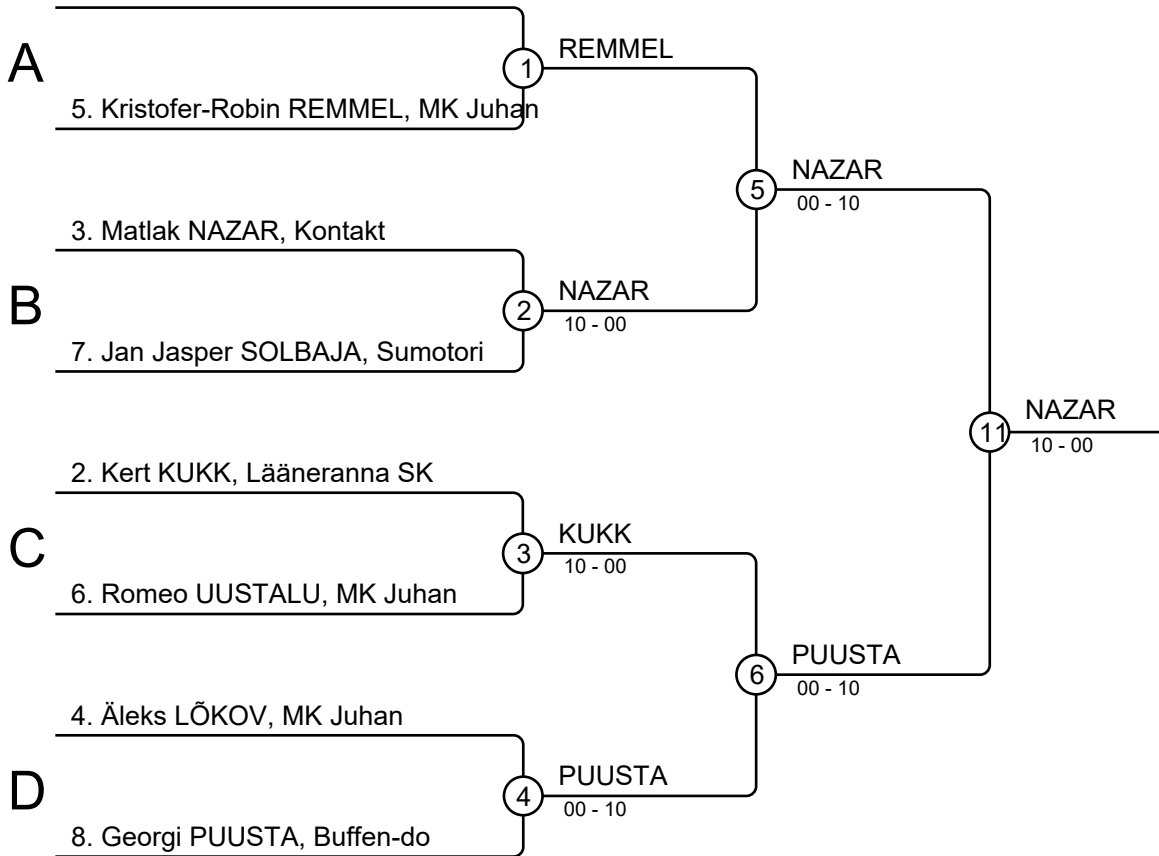 REMMEL
A
1
5. Kristofer-Robin REMMEL, MK Juhan
NAZAR
5
00 - 10
3. Matlak NAZAR, Kontakt
NAZAR
B
2
10 - 00
7. Jan Jasper SOLBAJA, Sumotori
NAZAR
11
10 - 00
2. Kert KUKK, Lääneranna SK
KUKK
C
3
10 - 00
6. Romeo UUSTALU, MK Juhan
PUUSTA
6
00 - 10
4. Äleks LÕKOV, MK Juhan
PUUSTA
D
4
00 - 10
8. Georgi PUUSTA, Buffen-do